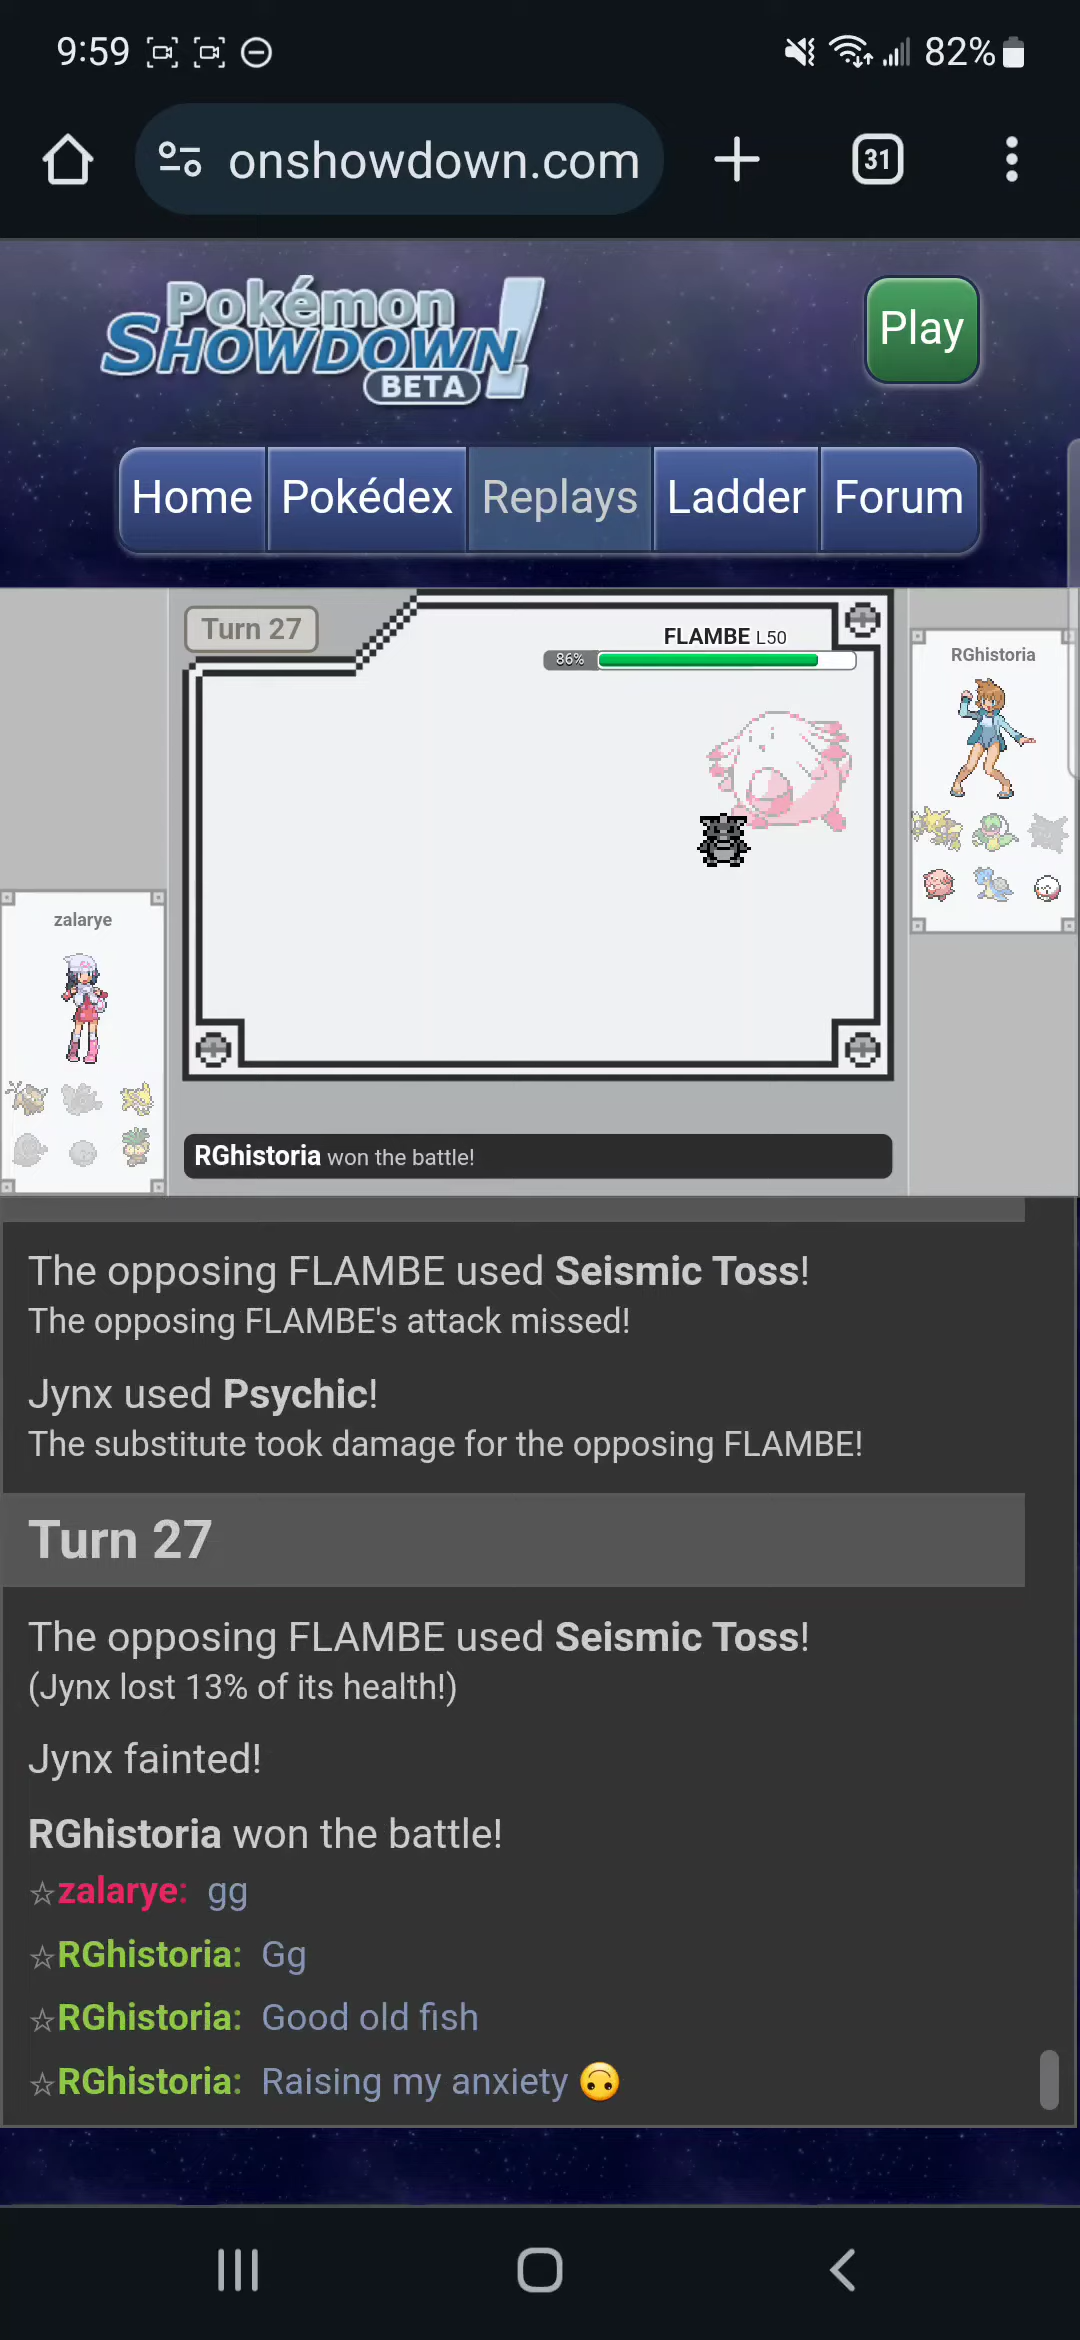 9:59
82%
onshowdown.com
31
Pokémon
SHOWDOWN!
BETA
Play
Home
Pokédex
Replays
Ladder
Forum
Turn 27
FLAMBE L50
86%
RGhistoria
zalarye
RGhistoria won the battle!
The opposing FLAMBE used Seismic Toss!
The opposing FLAMBE's attack missed!
Jynx used Psychic!
The substitute took damage for the opposing FLAMBE!
Turn 27
The opposing FLAMBE used Seismic Toss!
(Jynx lost 13% of its health!)
Jynx fainted!
RGhistoria won the battle!
☆zalarye: gg
☆RGhistoria: Gg
☆RGhistoria: Good old fish
☆RGhistoria: Raising my anxiety 🙃